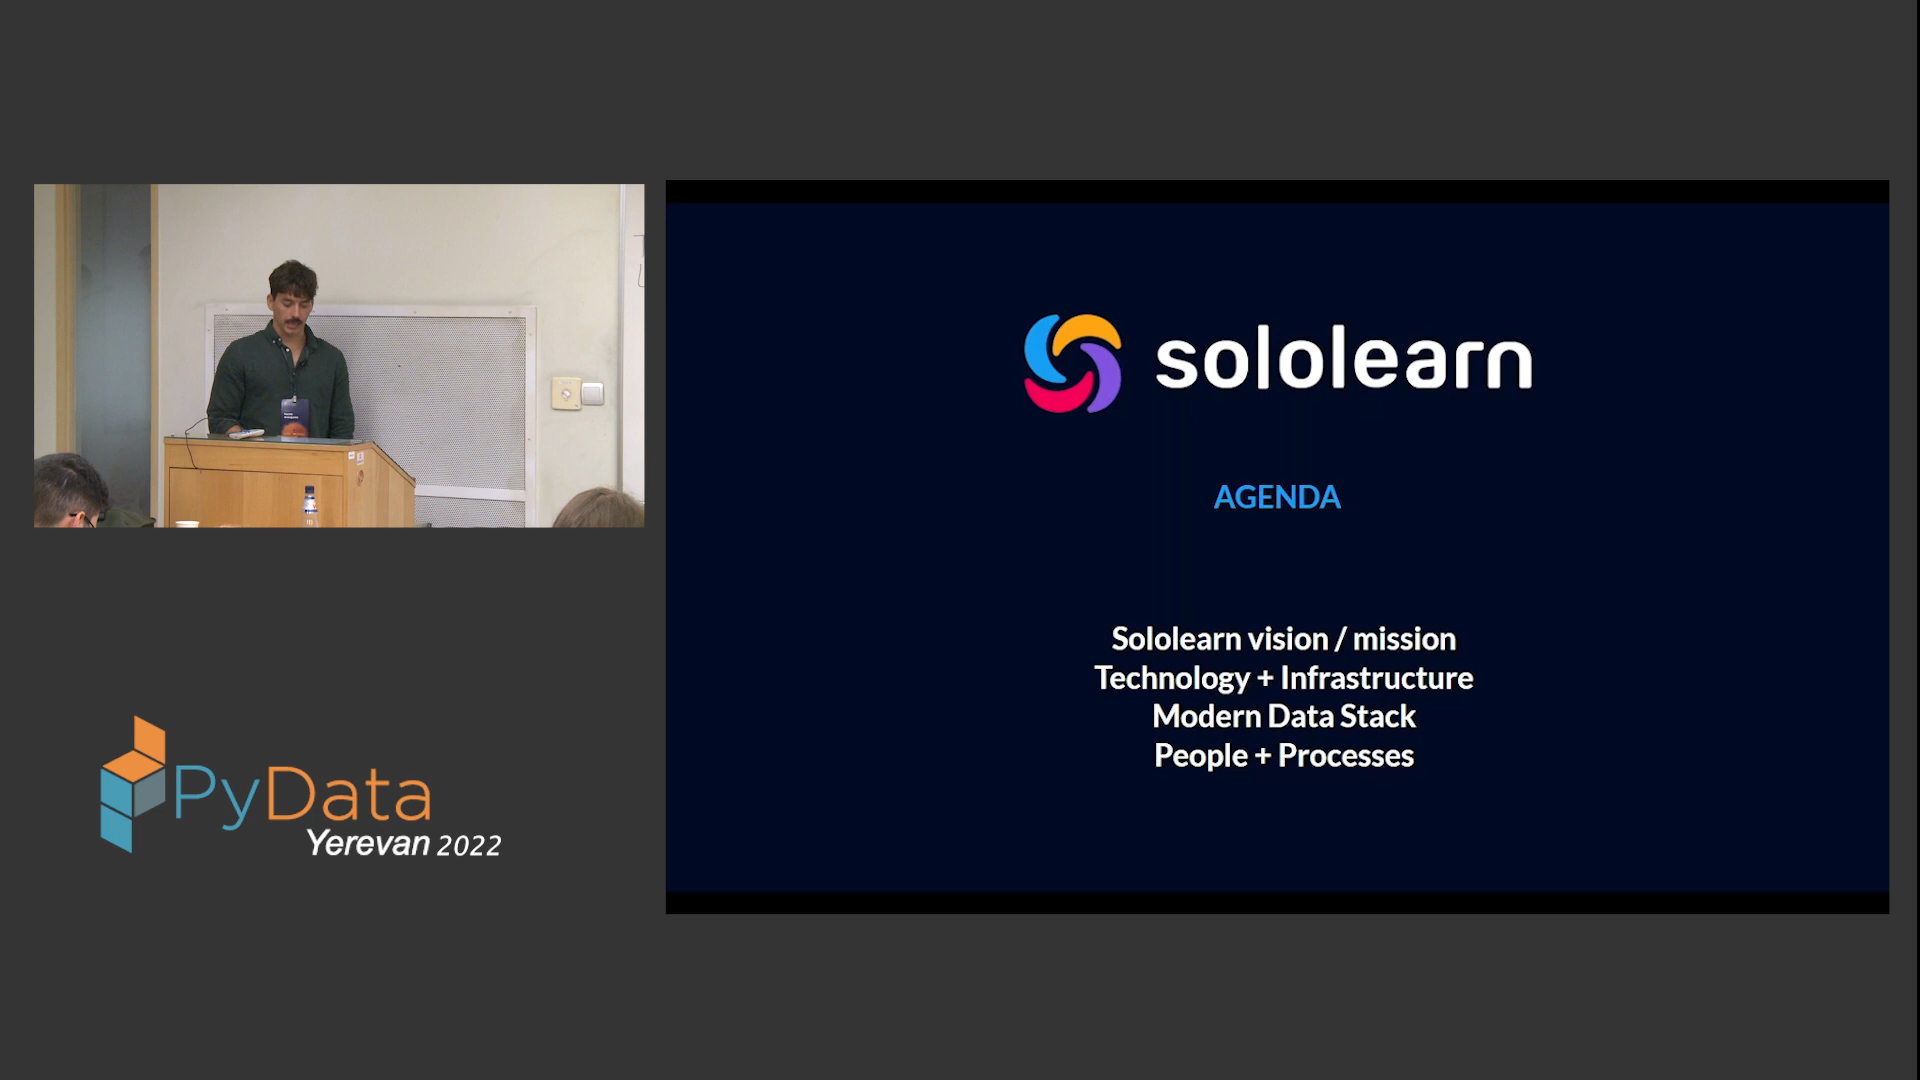 sololearn
AGENDA
Sololearn vision / mission
Technology + Infrastructure
Modern Data Stack
People + Processes
PyData
Yerevan 2022